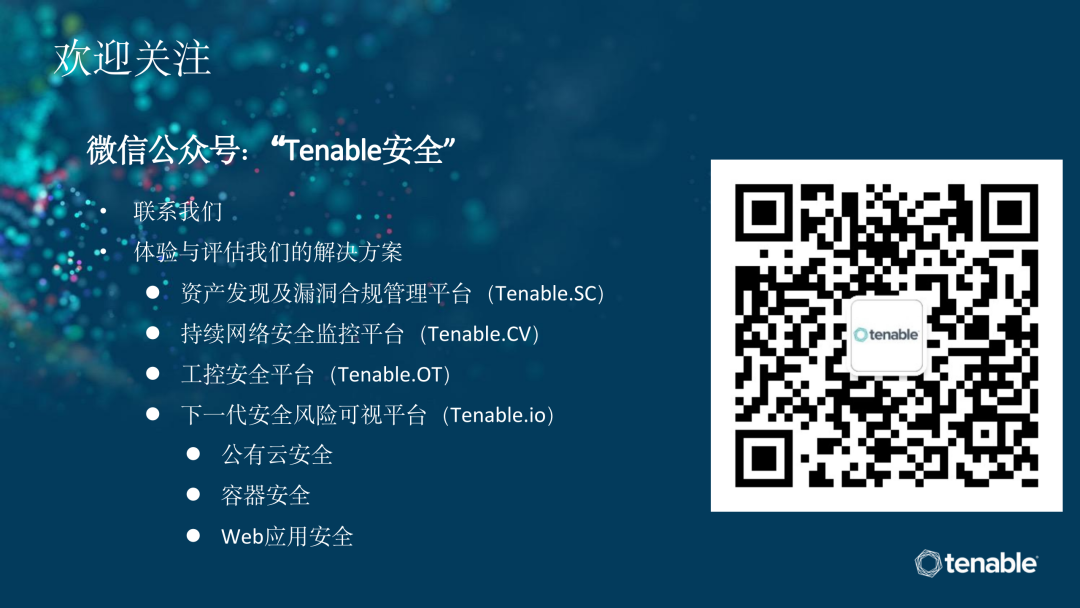 欢迎关注
微信公众号：“Tenable安全”
• 联系我们
• 体验与评估我们的解决方案
● 资产发现及漏洞合规管理平台（Tenable.SC）
● 持续网络安全监控平台（Tenable.CV）
● 工控安全平台（Tenable.OT）
● 下一代安全风险可视平台（Tenable.io）
● 公有云安全
● 容器安全
● Web应用安全
tenable
tenable